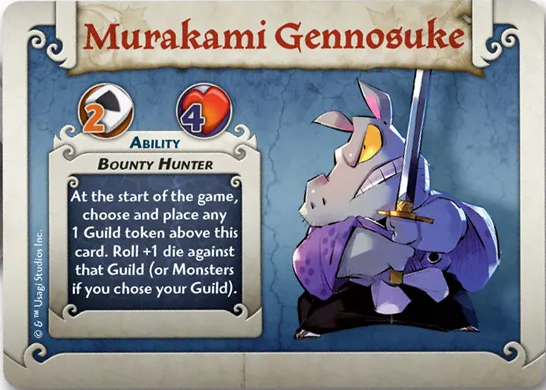 Murakami Gennosuke
2
4
ABILITY
BOUNTY HUNTER
At the start of the game,
choose and place any
1 Guild token above this
card. Roll +1 die against
that Guild (or Monsters
if you chose your Guild).
© & ™ Usagi Studios Inc.